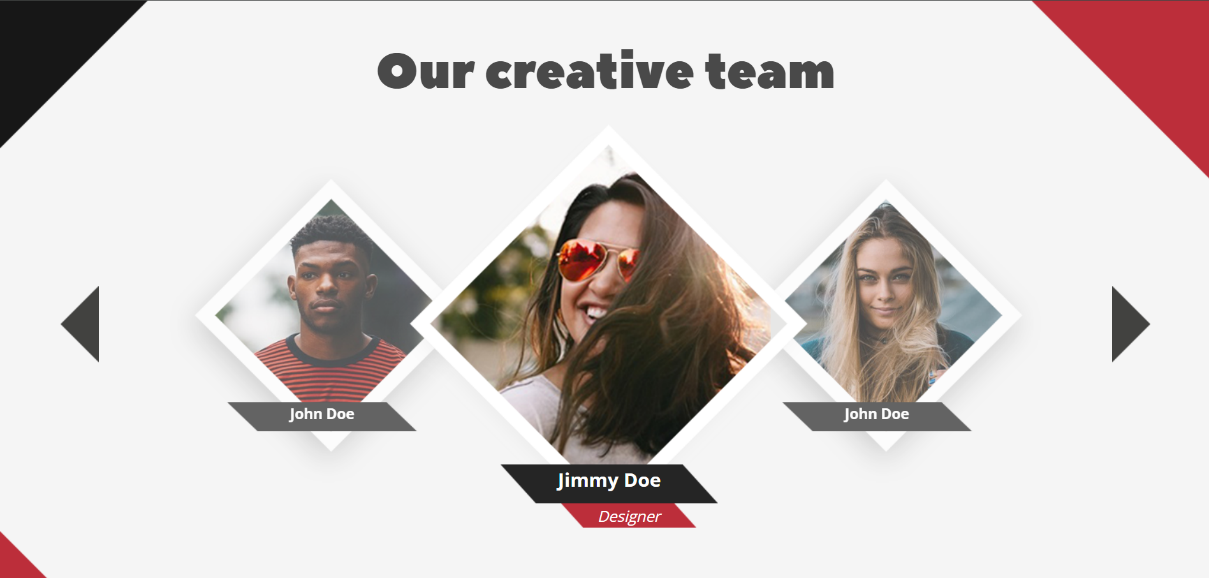 Our creative team
John Doe
John Doe
Jimmy Doe
Designer